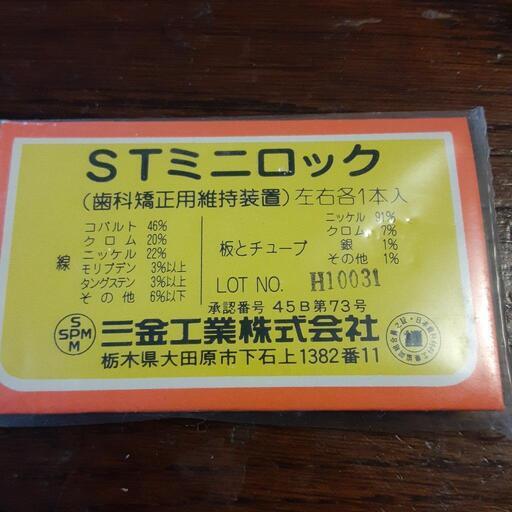 STミニロック
(歯科矯正用維持装置)左右各1本入
線
コバルト 46%
クロム 20%
ニッケル 22%
モリブデン 3%以上
タングステン 3%以上
その他 6%以下
板とチューブ
ニッケル 91%
クロム 7%
銀 1%
その他 1%
LOT NO. H10031
承認番号 45B第73号
S
SPM
M
三金工業株式会社
栃木県大田原市下石上1382番11